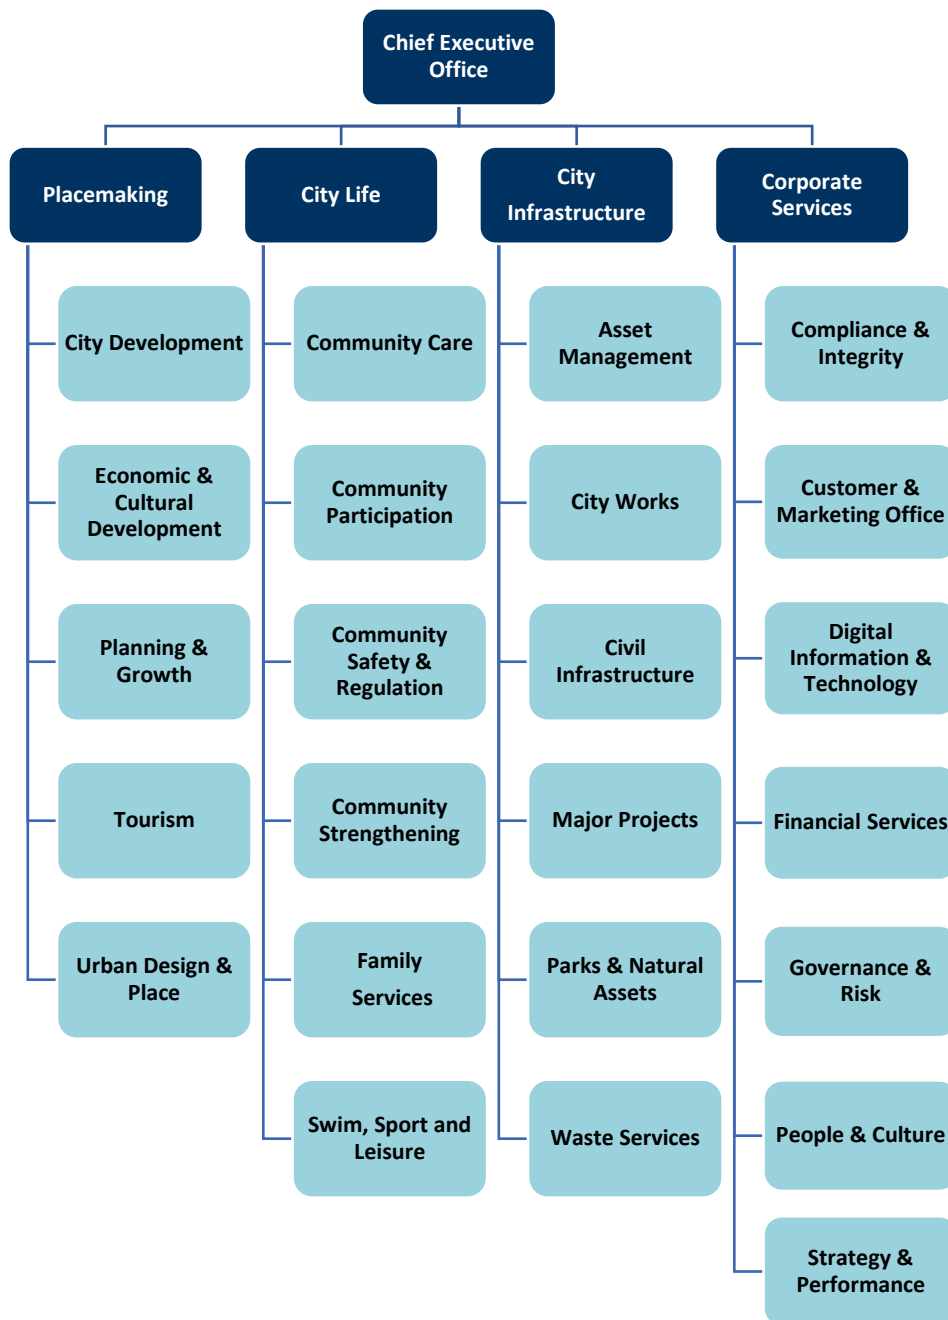 Chief Executive
Office
Placemaking
City Life
City
Infrastructure
Corporate
Services
City Development
Economic &
Cultural
Development
Planning &
Growth
Tourism
Urban Design &
Place
Community Care
Community
Participation
Community
Safety &
Regulation
Community
Strengthening
Family
Services
Swim, Sport and
Leisure
Asset
Management
City Works
Civil
Infrastructure
Major Projects
Parks & Natural
Assets
Waste Services
Compliance &
Integrity
Customer &
Marketing Office
Digital
Information &
Technology
Financial Services
Governance &
Risk
People & Culture
Strategy &
Performance